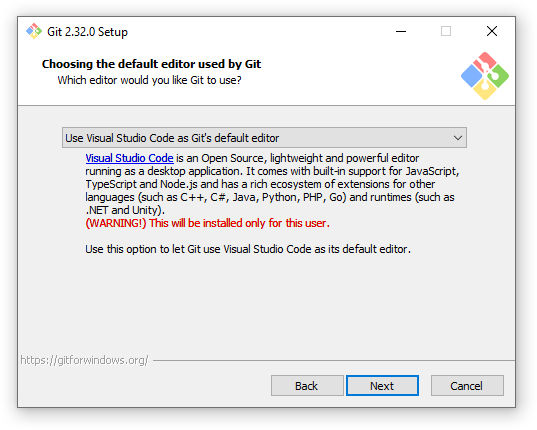 Git 2.32.0 Setup
Choosing the default editor used by Git
Which editor would you like Git to use?
Use Visual Studio Code as Git's default editor
Visual Studio Code is an Open Source, lightweight and powerful editor
running as a desktop application. It comes with built-in support for JavaScript,
TypeScript and Node.js and has a rich ecosystem of extensions for other
languages (such as C++, C#, Java, Python, PHP, Go) and runtimes (such as
.NET and Unity).
(WARNING!) This will be installed only for this user.
Use this option to let Git use Visual Studio Code as its default editor.
https://gitforwindows.org/
Back
Next
Cancel